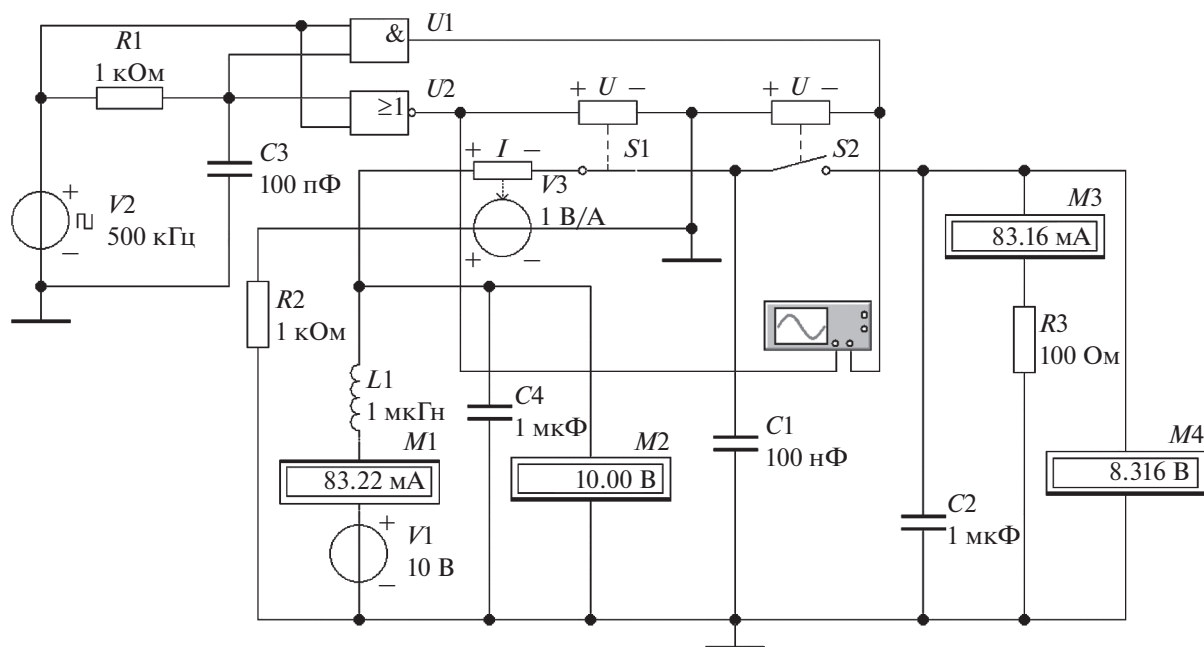 R1
1 кОм
&
U1
≥1
U2
C3
100 пФ
V2
500 кГц
+
−
+ I −
V3
1 В/А
+
−
+ U −
S1
+ U −
S2
R2
1 кОм
L1
1 мкГн
M1
83.22 мА
V1
10 В
+
−
C4
1 мкФ
M2
10.00 В
C1
100 нФ
C2
1 мкФ
M3
83.16 мА
R3
100 Ом
M4
8.316 В